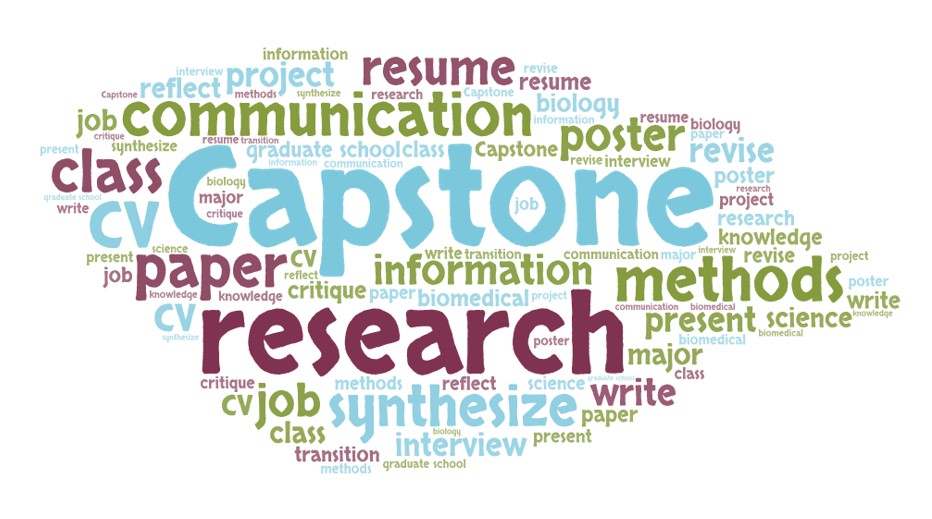 information
interview project resume revise
reflect resume
Capstone methods synthesize research Capstone biology
job communication information resume biology
critique poster paper
present synthesize resume transition graduate school class Capstone revise interview revise
class information communication poster
biology research
graduate school major Capstone project
write critique job research
CV knowledge
present science CV write transition communication major interview revise project
job paper reflect information methods poster
knowledge knowledge critique paper biomedical project write
CV research communication biomedical present science knowledge
synthesize poster biomedical biomedical
major
critique methods reflect science graduate school class
CV job synthesize write
paper
class biology interview present
transition
methods graduate school